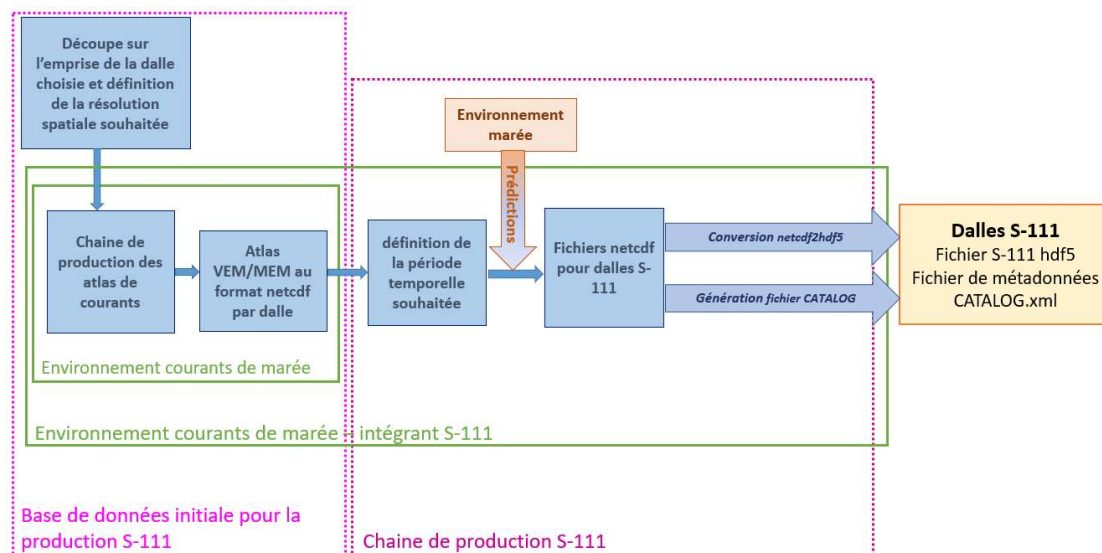 Découpe sur
l'emprise de la dalle
choisie et définition
de la résolution
spatiale souhaitée
Environnement
marée
Prédictions
Chaine de
production des
atlas de
courants
Atlas
VEM/MEM au
format netcdf
par dalle
définition de
la période
temporelle
souhaitée
Fichiers netcdf
pour dalles S-
111
Conversion netcdf2hdf5
Génération fichier CATALOG
Dalles S-111
Fichier S-111 hdf5
Fichier de métadonnées
CATALOG.xml
Environnement courants de marée
Environnement courants de marée – intégrant S-111
Base de données initiale pour la
production S-111
Chaine de production S-111